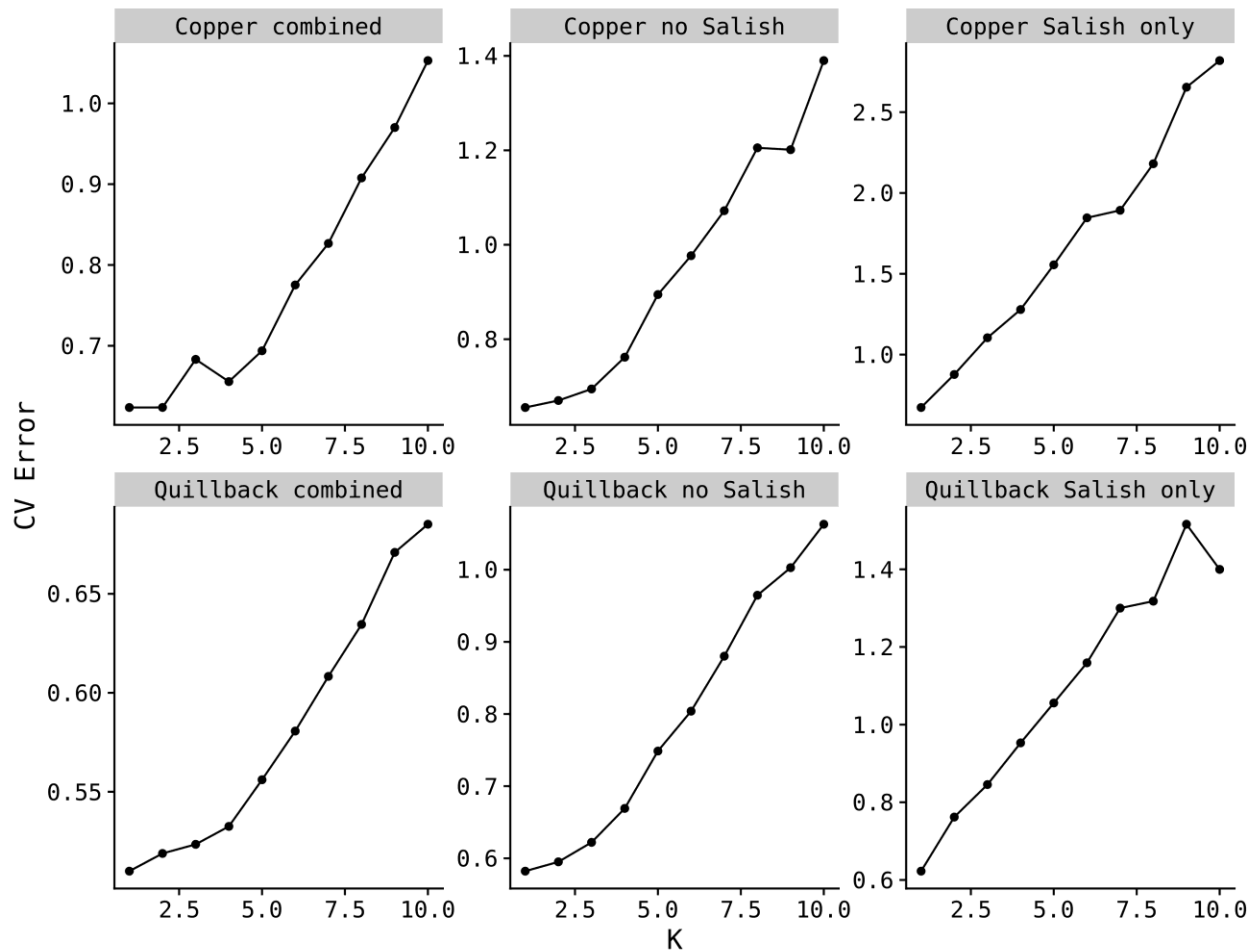 Copper combined
Copper no Salish
Copper Salish only
1.0
0.9
0.8
0.7
1.4
1.2
1.0
0.8
2.5
2.0
1.5
1.0
2.5 5.0 7.5 10.0
2.5 5.0 7.5 10.0
2.5 5.0 7.5 10.0
CV Error
Quillback combined
Quillback no Salish
Quillback Salish only
0.65
0.60
0.55
1.0
0.9
0.8
0.7
0.6
1.4
1.2
1.0
0.8
0.6
2.5 5.0 7.5 10.0
2.5 5.0 7.5 10.0
2.5 5.0 7.5 10.0
K